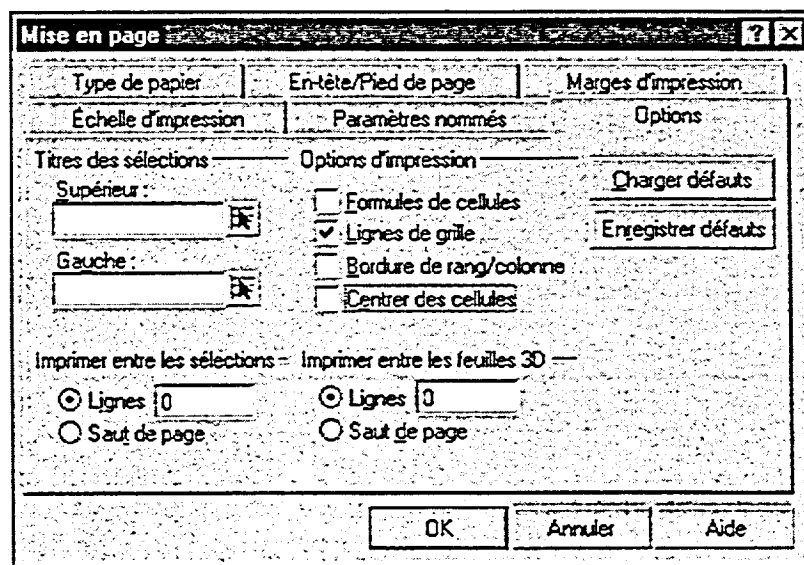 Mise en page
Type de papier
En-tête/Pied de page
Marges d'impression
Échelle d'impression
Paramètres nommés
Options
Titres des sélections
Supérieur :
Gauche :
Options d'impression
Formules de cellules
Lignes de grille
Bordure de rang/colonne
Centrer des cellules
Charger défauts
Enregistrer défauts
Imprimer entre les sélections
Lignes 0
Saut de page
Imprimer entre les feuilles 3D
Lignes 0
Saut de page
OK
Annuler
Aide